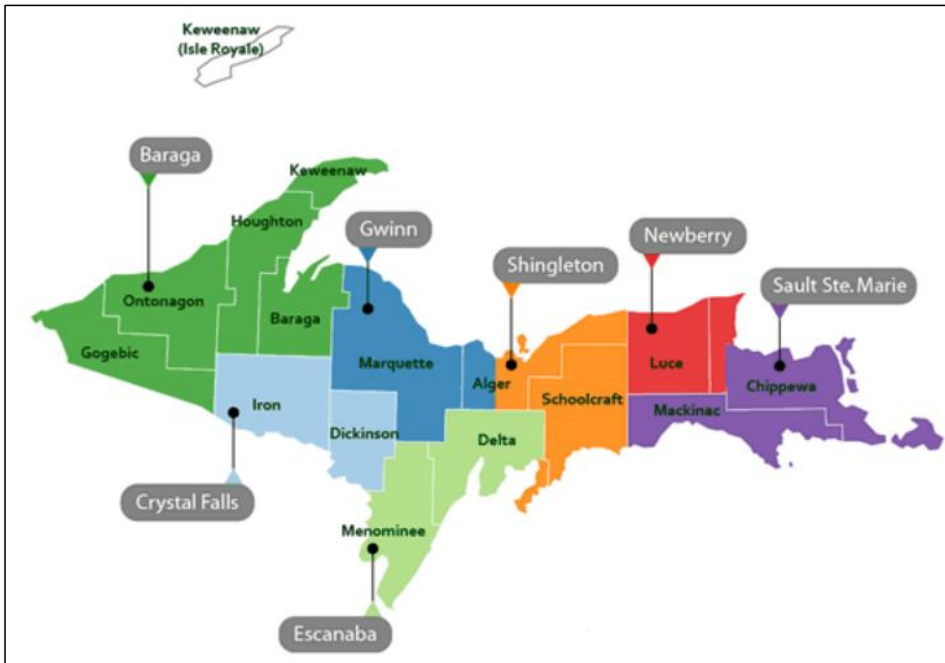 Keweenaw
(Isle Royale)
Baraga
Keweenaw
Houghton
Gwinn
Newberry
Shingleton
Sault Ste. Marie
Ontonagon
Baraga
Gogebic
Marquette
Luce
Alger
Chippewa
Schoolcraft
Iron
Mackinac
Dickinson
Delta
Crystal Falls
Menominee
Escanaba